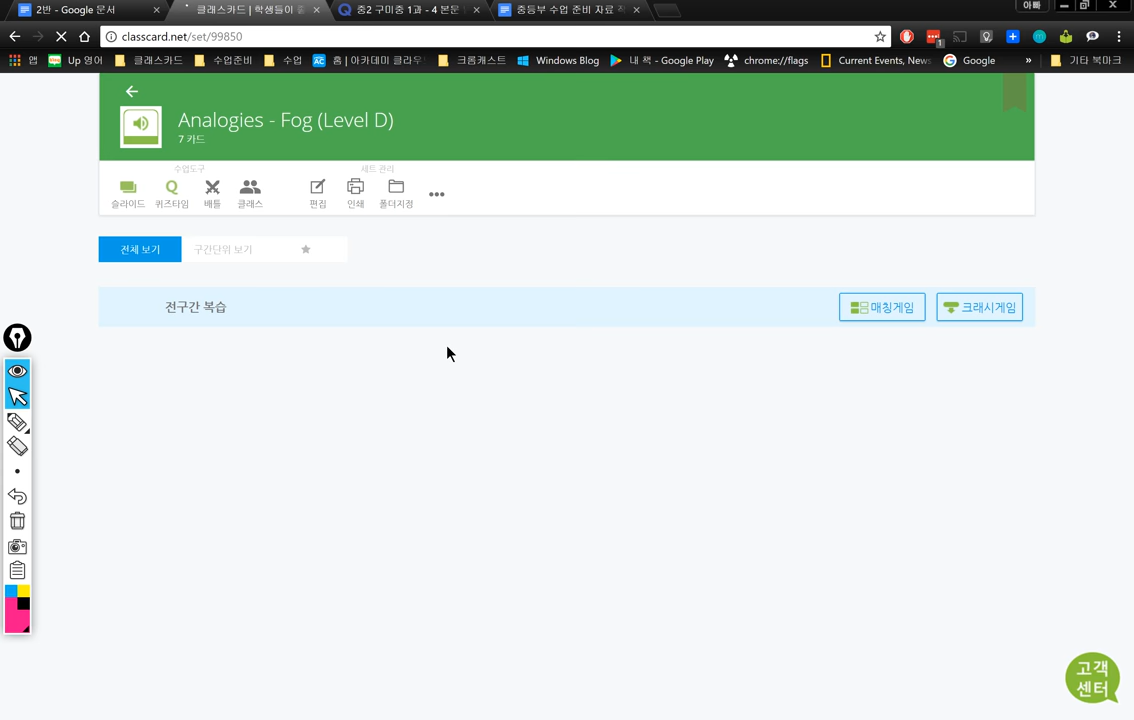 2반 - Google 문서
클래스카드 | 학생들이 좋
중2 구미중 1과 - 4 본문
중등부 수업 준비 자료 작
아빠
classcard.net/set/99850
1
앱
Up 영어
클래스카드
수업준비
수업
홈 | 아카데미 클라우
크롬캐스트
Windows Blog
내 책 - Google Play
chrome://flags
Current Events, News
Google
»
기타 북마크
Analogies - Fog (Level D)
7 카드
수업도구
세트 관리
슬라이드
Q
퀴즈타임
배틀
클래스
편집
인쇄
폴더지정
전체 보기
구간단위 보기
전구간 복습
매칭게임
크래시게임
고객
센터